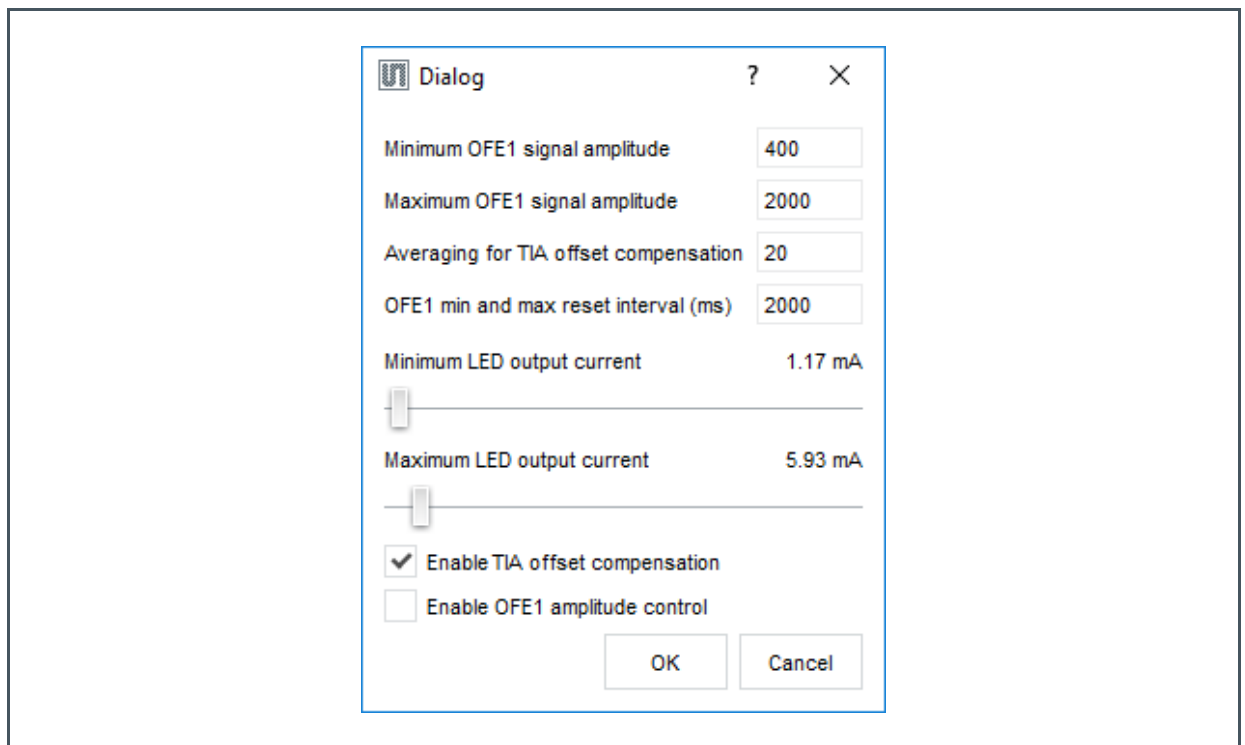 Dialog ?
Minimum OFE1 signal amplitude 400
Maximum OFE1 signal amplitude 2000
Averaging for TIA offset compensation 20
OFE1 min and max reset interval (ms) 2000
Minimum LED output current 1.17 mA
Maximum LED output current 5.93 mA
Enable TIA offset compensation
Enable OFE1 amplitude control
OK Cancel